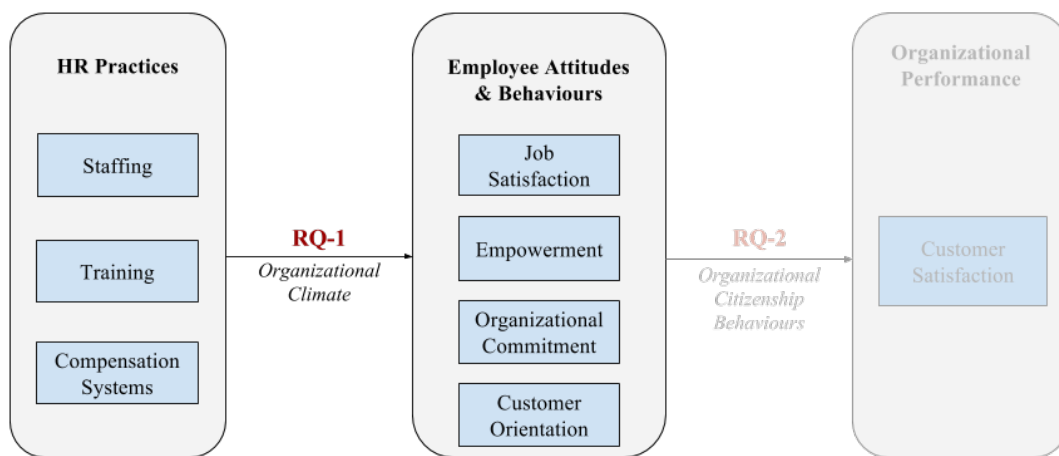 HR Practices
Staffing
Training
Compensation
Systems
RQ-1
Organizational
Climate
Employee Attitudes
& Behaviours
Job
Satisfaction
Empowerment
Organizational
Commitment
Customer
Orientation
RQ-2
Organizational
Citizenship
Behaviours
Organizational
Performance
Customer
Satisfaction